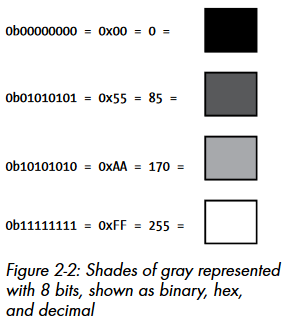 0b00000000 = 0x00 = 0 =
0b01010101 = 0x55 = 85 =
0b10101010 = 0xAA = 170 =
0b11111111 = 0xFF = 255 =
Figure 2-2: Shades of gray represented
with 8 bits, shown as binary, hex,
and decimal